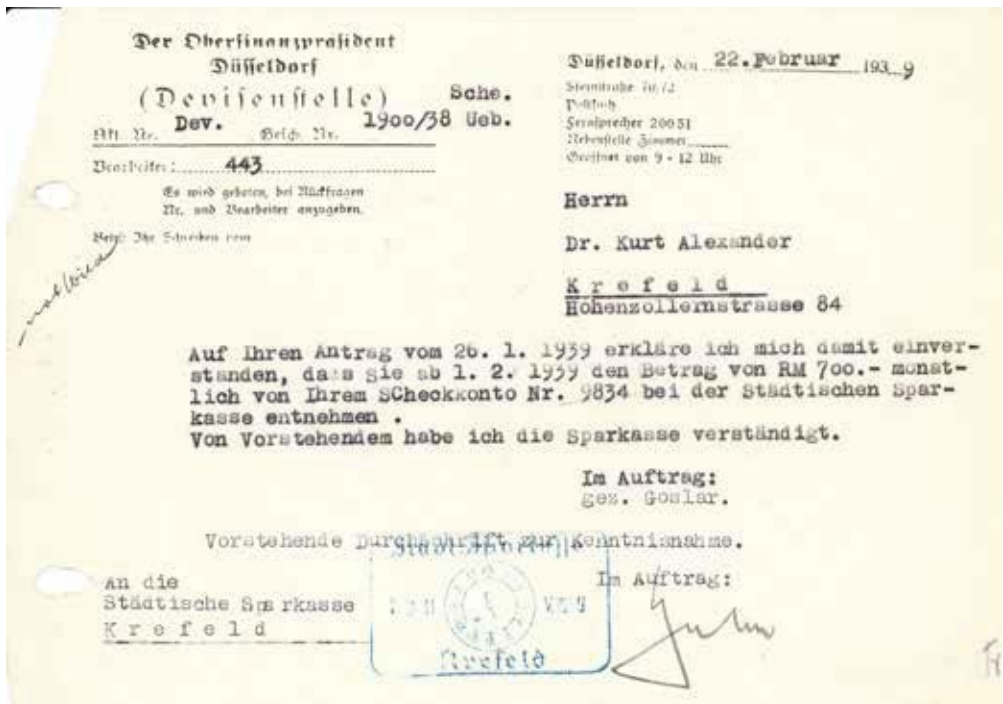 Der Oberfinanzpräsident
Düsseldorf
(Devisenstelle) Sche.
Akt. Nr. Dev. Gesch. Nr. 1900/38 Ueb.
Bearbeiter: 443
Es wird gebeten, bei Rückfragen
Nr. und Bearbeiter anzugeben.
Betr: Ihr Schreiben vom
Düsseldorf, den 22.Februar 1939
Postfach
Fernsprecher 20051
Nebenstelle Zimmer
Geöffnet von 9 - 12 Uhr
Herrn
Dr. Kurt Alexander
Krefeld
Hohenzollernstrasse 84
Auf Ihren Antrag vom 26. 1. 1939 erkläre ich mich damit einver-
standen, dass Sie ab 1. 2. 1939 den Betrag von RM 700.- monat-
lich von Ihrem SCheckkonto Nr. 9834 bei der Städtischen Spar-
kasse entnehmen .
Von Vorstehendem habe ich die Sparkasse verständigt.
Im Auftrag:
gez. Goslar.
Vorstehende Durchschrift zur Kenntnisnahme.
An die
Städtische Sparkasse
Krefeld
Im Auftrag:
Krefeld